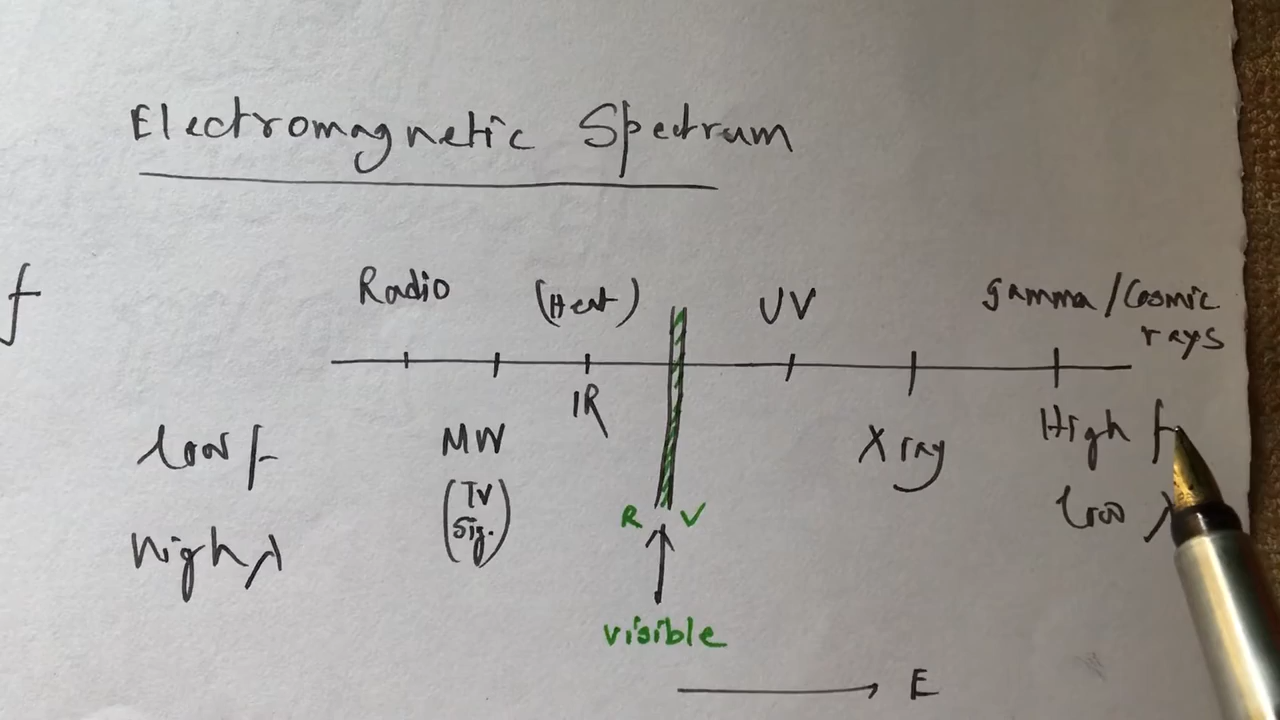 Electromagnetic Spectrum
f
Radio
(Heat)
UV
gamma/Cosmic
rays
IR
MW
(TV
Sig.)
X ray
High f
low λ
low f
high λ
R V
visible
E